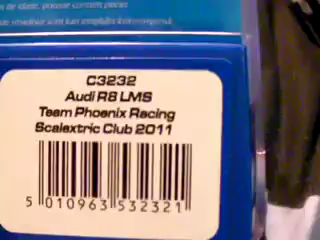 C3232
Audi R8 LMS
Team Phoenix Racing
Scalextric Club 2011
5 010963 532321